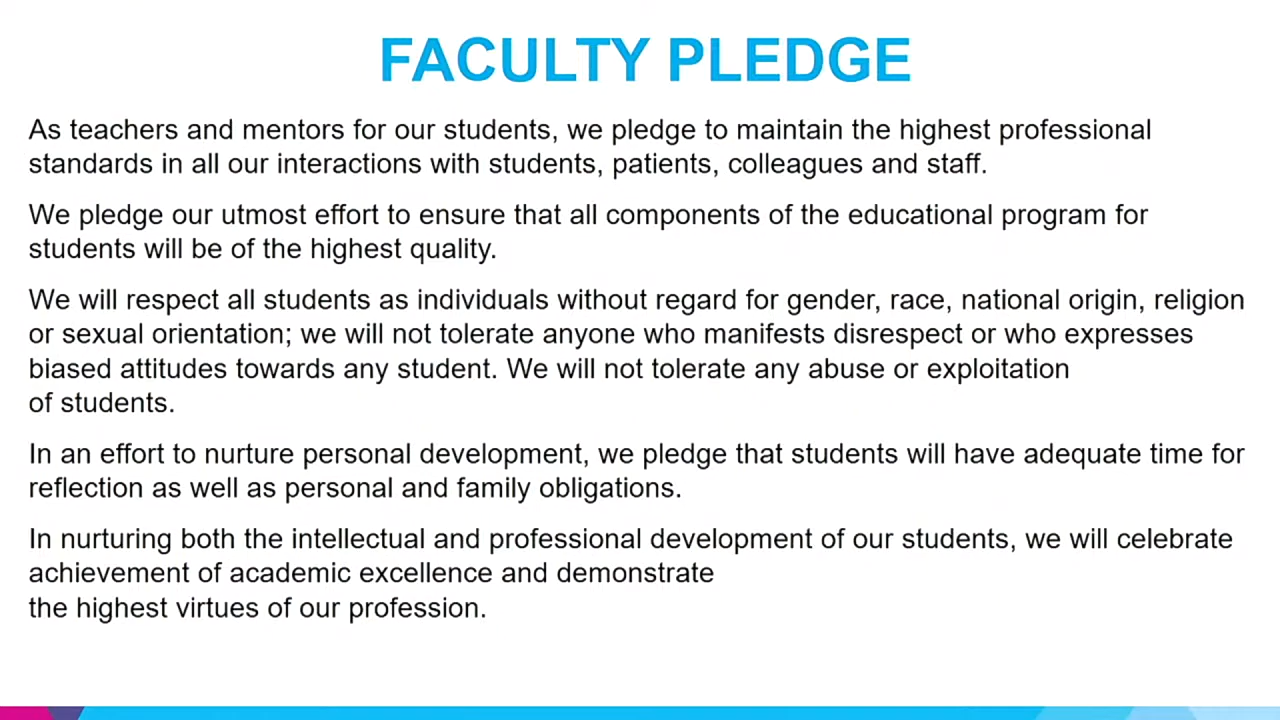 FACULTY PLEDGE
As teachers and mentors for our students, we pledge to maintain the highest professional
standards in all our interactions with students, patients, colleagues and staff.
We pledge our utmost effort to ensure that all components of the educational program for
students will be of the highest quality.
We will respect all students as individuals without regard for gender, race, national origin, religion
or sexual orientation; we will not tolerate anyone who manifests disrespect or who expresses
biased attitudes towards any student. We will not tolerate any abuse or exploitation
of students.
In an effort to nurture personal development, we pledge that students will have adequate time for
reflection as well as personal and family obligations.
In nurturing both the intellectual and professional development of our students, we will celebrate
achievement of academic excellence and demonstrate
the highest virtues of our profession.